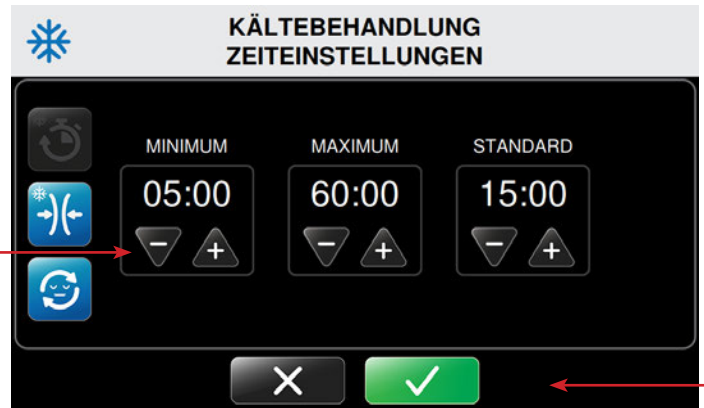 KÄLTEBEHANDLUNG
ZEITEINSTELLUNGEN
MINIMUM MAXIMUM STANDARD
05:00 60:00 15:00
- + - + - +